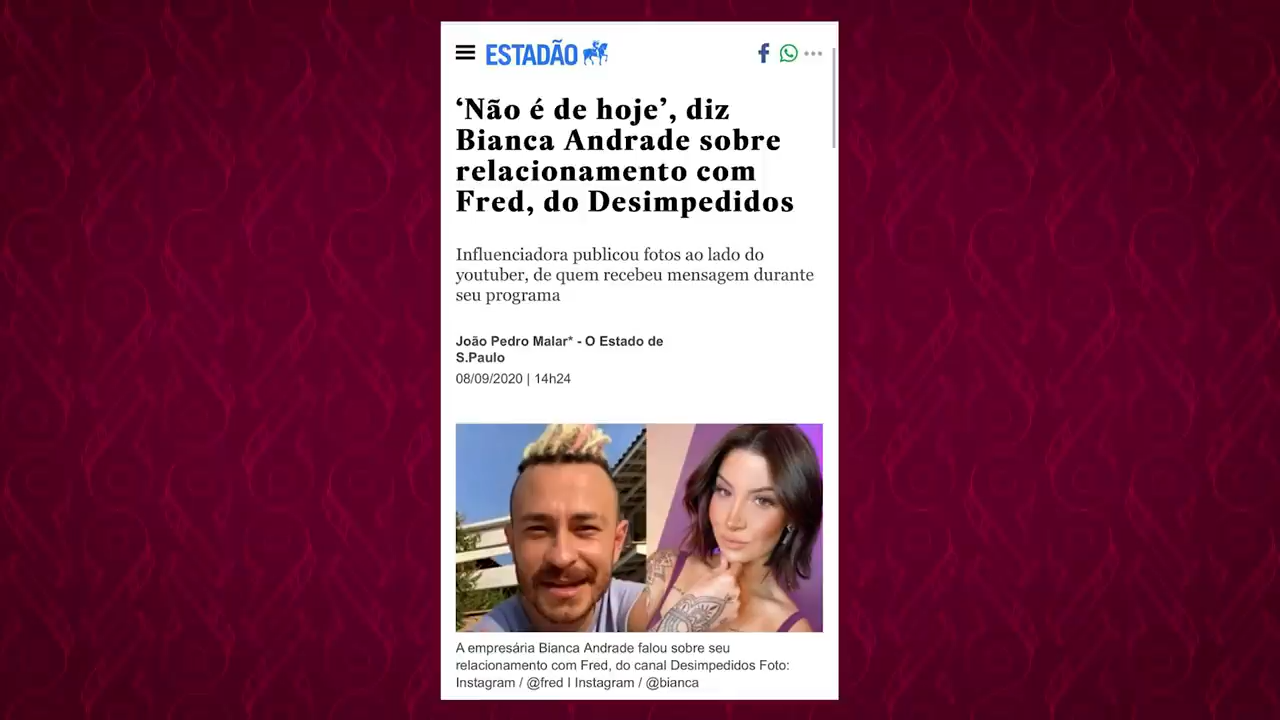 ESTADÃO
‘Não é de hoje’, diz
Bianca Andrade sobre
relacionamento com
Fred, do Desimpedidos
Influenciadora publicou fotos ao lado do
youtuber, de quem recebeu mensagem durante
seu programa
João Pedro Malar* - O Estado de
S.Paulo
08/09/2020 | 14h24
A empresária Bianca Andrade falou sobre seu
relacionamento com Fred, do canal Desimpedidos Foto:
Instagram / @fred I Instagram / @bianca